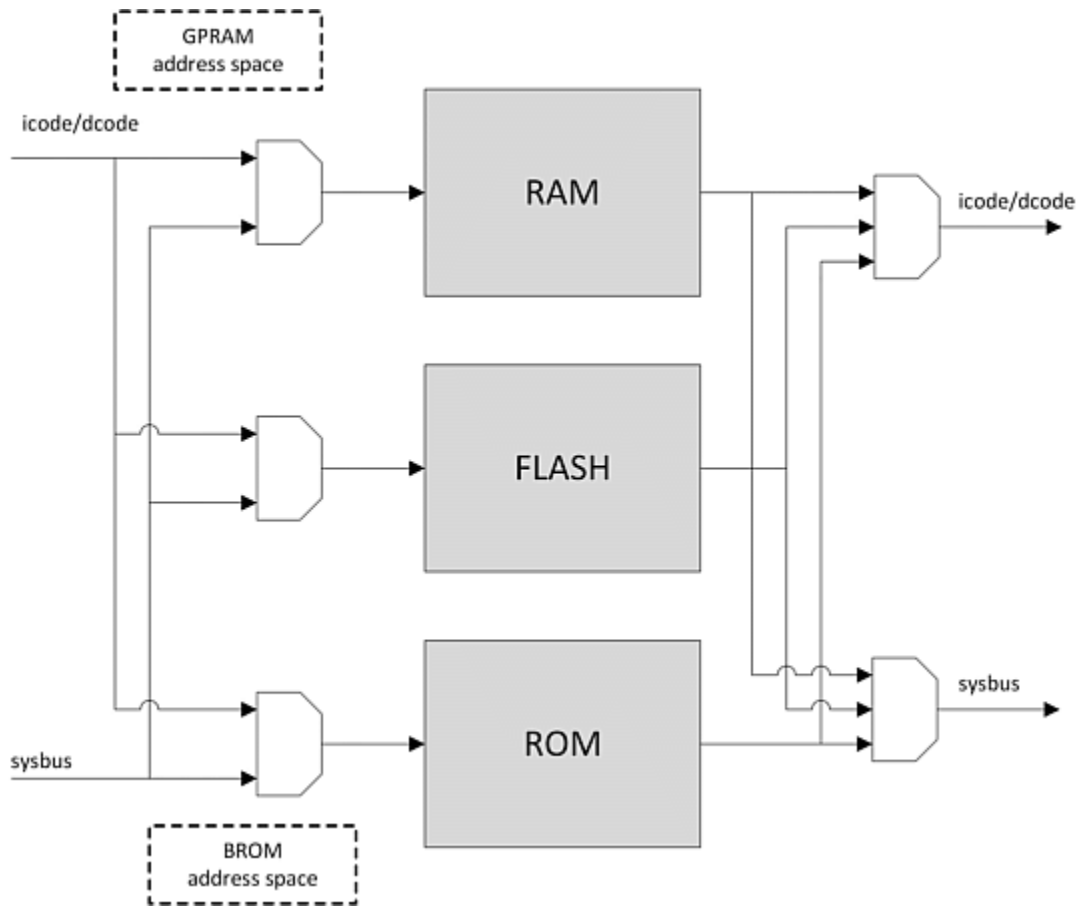 GPRAM
address space
icode/dcode
RAM
icode/dcode
FLASH
sysbus
ROM
sysbus
BROM
address space